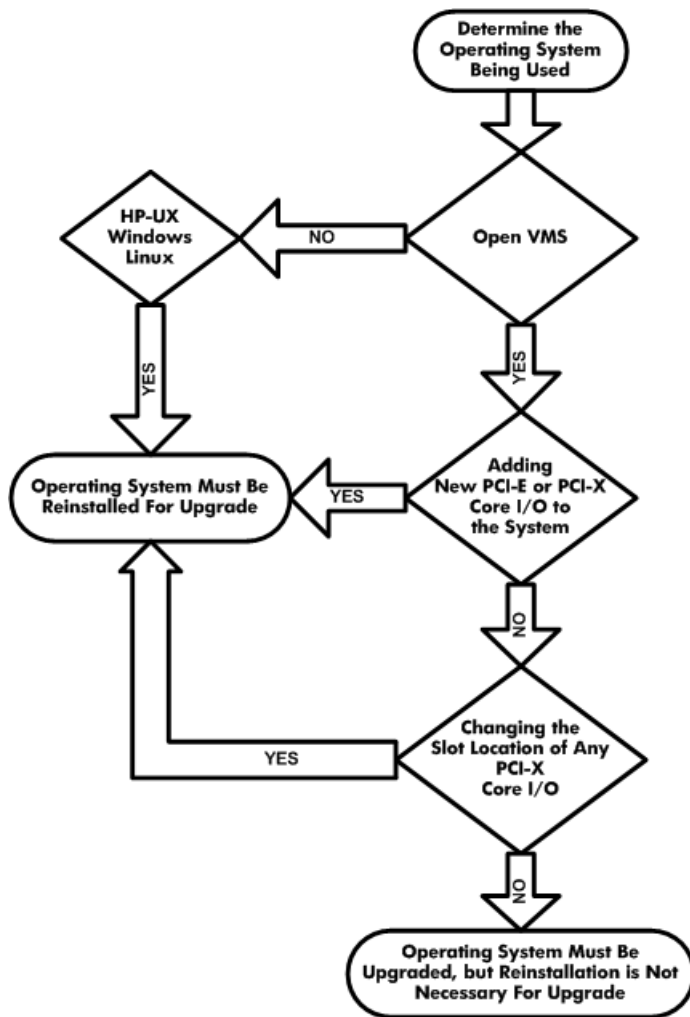 Determine the
Operating System
Being Used
Open VMS
NO
HP-UX
Windows
Linux
YES
YES
Operating System Must Be
Reinstalled For Upgrade
YES
Adding
New PCI-E or PCI-X
Core I/O to
the System
NO
YES
Changing the
Slot Location of Any
PCI-X
Core I/O
NO
Operating System Must Be
Upgraded, but Reinstallation is Not
Necessary For Upgrade